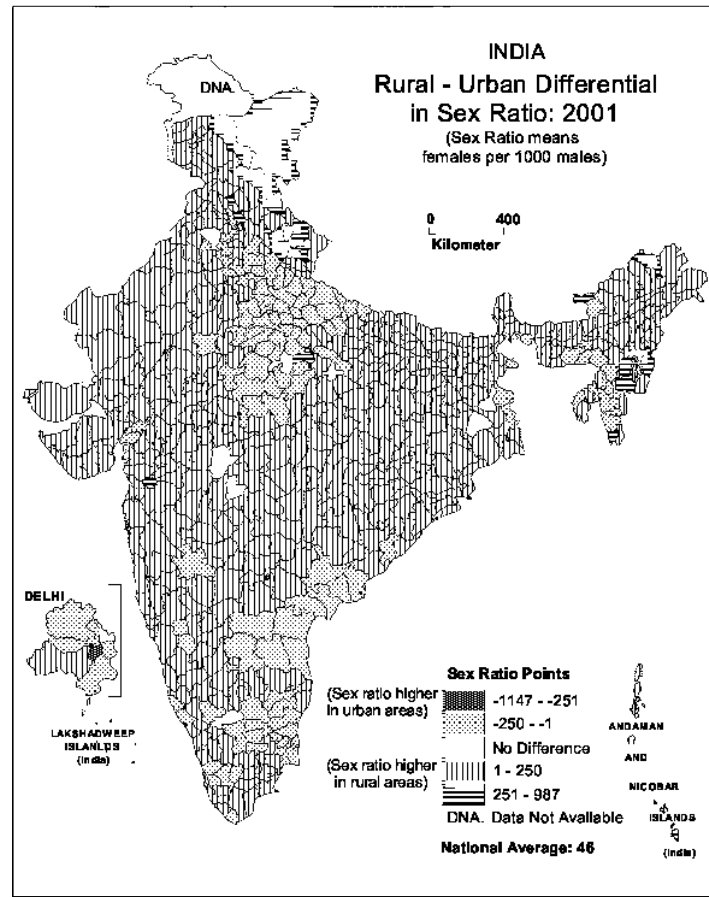 INDIA
Rural - Urban Differential
in Sex Ratio: 2001
(Sex Ratio means
females per 1000 males)
DNA.
0 400
Kilometer
DELHI
LAKSHADWEEP
ISLANDS
(India)
Sex Ratio Points
(Sex ratio higher
in urban areas)
-1147 - -251
-250 - -1
No Difference
(Sex ratio higher
in rural areas)
1 - 250
251 - 987
DNA. Data Not Available
National Average: 46
ANDAMAN
AND
NICOBAR
ISLANDS
(India)